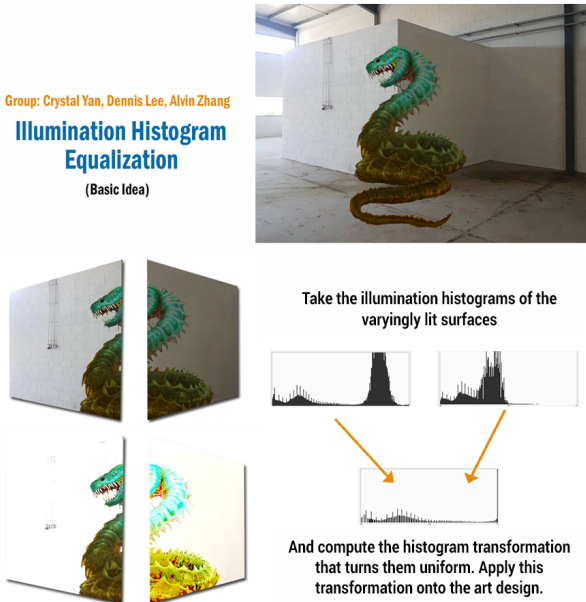 Group: Crystal Yan, Dennis Lee, Alvin Zhang
Illumination Histogram
Equalization
(Basic Idea)
Take the illumination histograms of the
varyingly lit surfaces
And compute the histogram transformation
that turns them uniform. Apply this
transformation onto the art design.